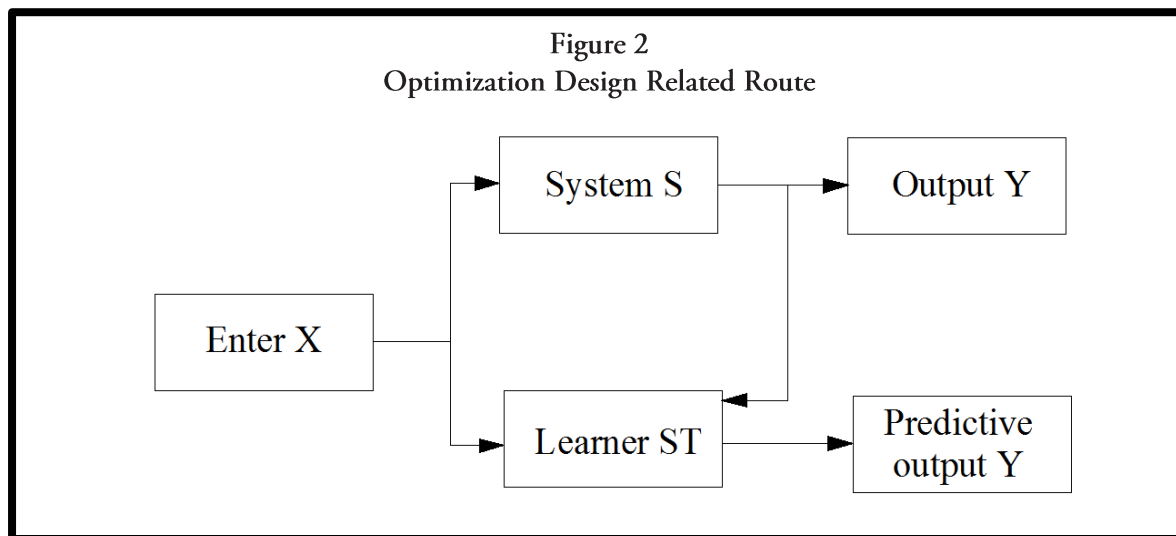 Figure 2
Optimization Design Related Route
System S
Output Y
Enter X
Learner ST
Predictive
output Y